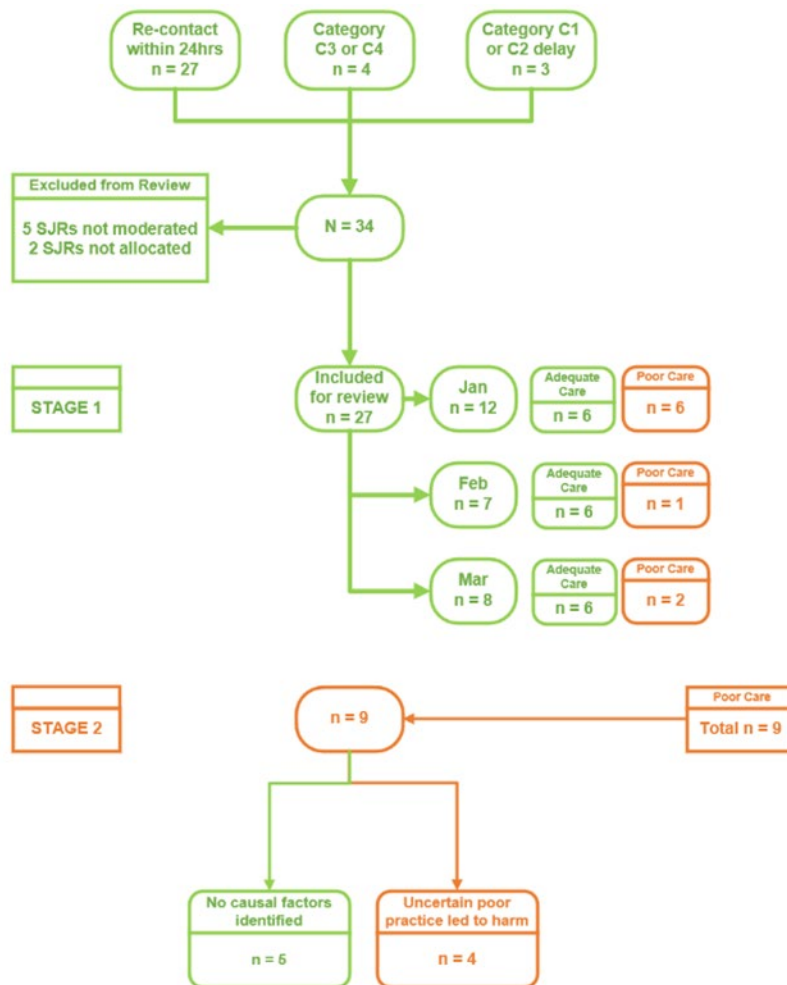 Re-contact
within 24hrs
n = 27
Category
C3 or C4
n = 4
Category C1
or C2 delay
n = 3
Excluded from Review
5 SJRs not moderated
2 SJRs not allocated
N = 34
STAGE 1
Included
for review
n = 27
Jan
n = 12
Adequate
Care
n = 6
Poor Care
n = 6
Feb
n = 7
Adequate
Care
n = 6
Poor Care
n = 1
Mar
n = 8
Adequate
Care
n = 6
Poor Care
n = 2
STAGE 2
n = 9
Poor Care
Total n = 9
No causal factors
identified
n = 5
Uncertain poor
practice led to harm
n = 4